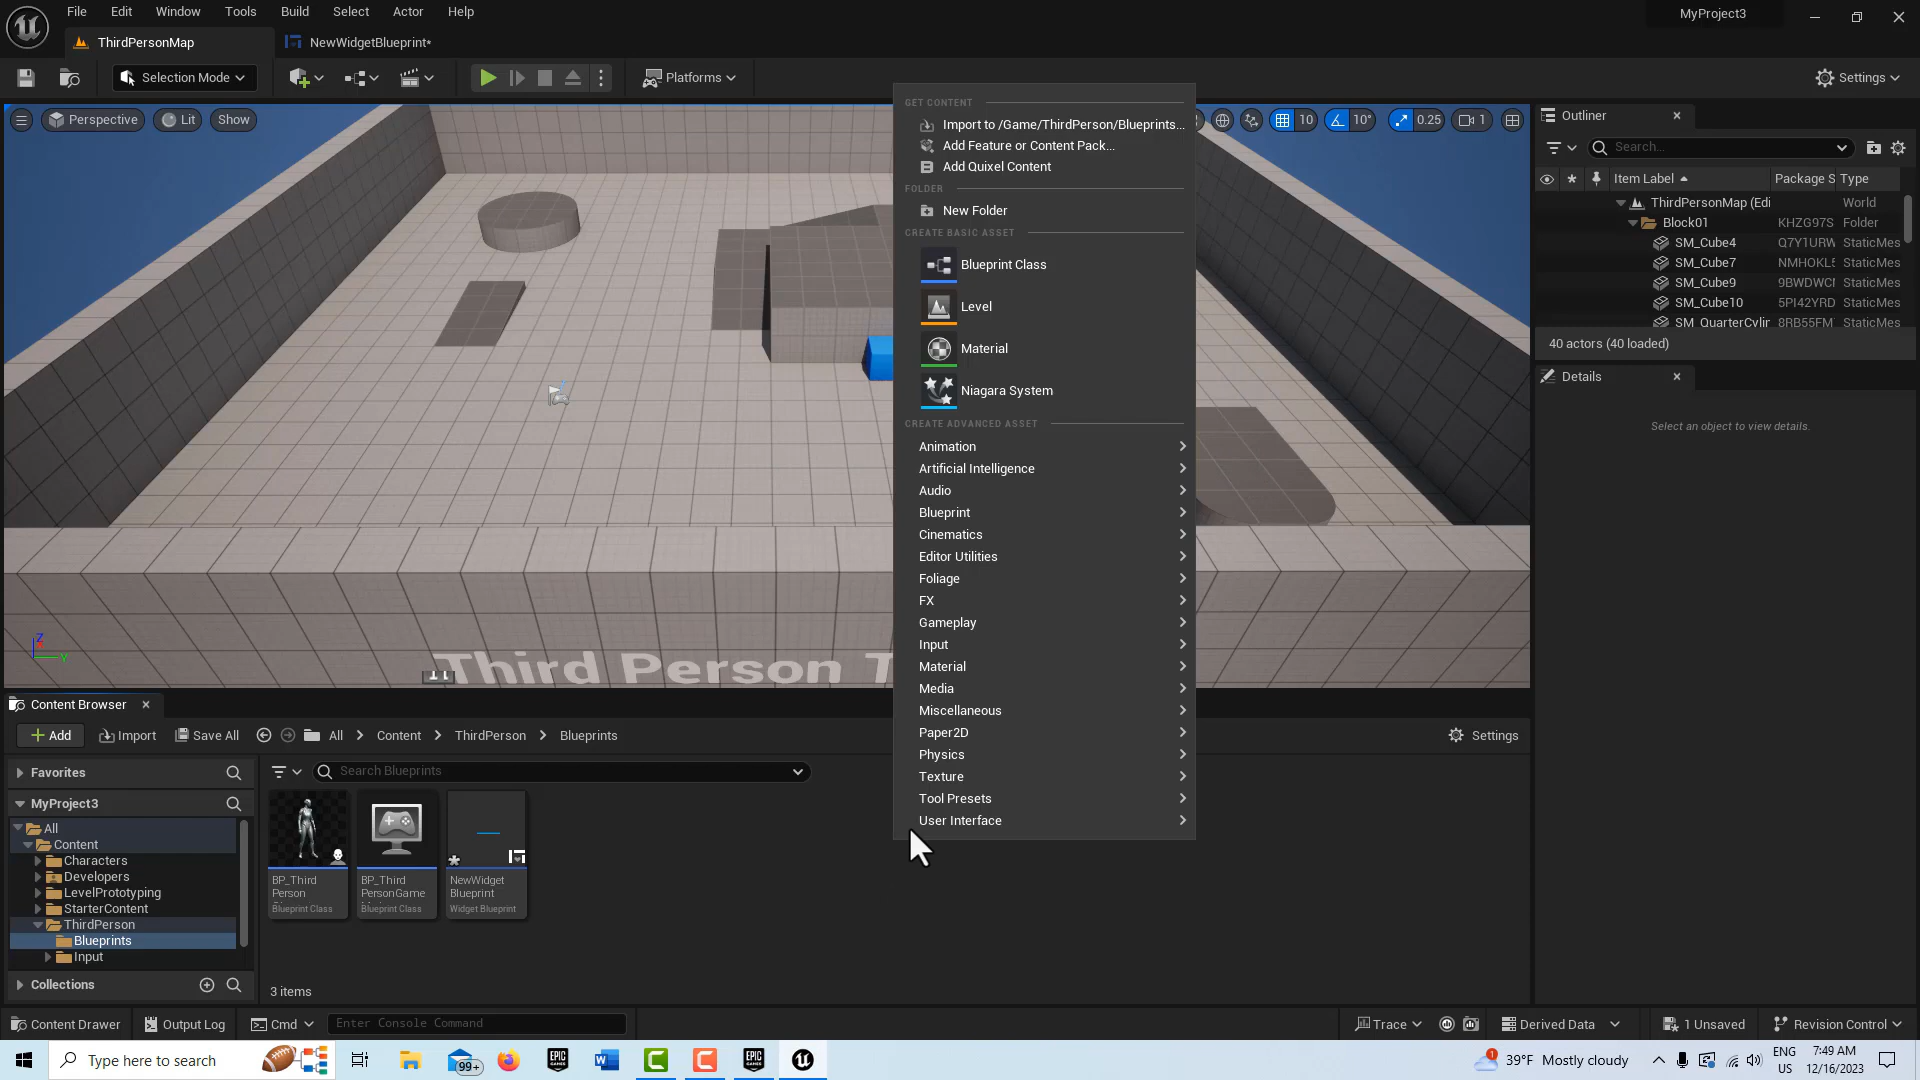 File Edit Window Tools Build Select Actor Help
MyProject3
ThirdPersonMap
NewWidgetBlueprint*
Selection Mode
Platforms
Settings
Perspective
Lit
Show
10
10°
0.25
1
GET CONTENT
Import to /Game/ThirdPerson/Blueprints...
Add Feature or Content Pack...
Add Quixel Content
FOLDER
New Folder
CREATE BASIC ASSET
Blueprint Class
Level
Material
Niagara System
CREATE ADVANCED ASSET
Animation
Artificial Intelligence
Audio
Blueprint
Cinematics
Editor Utilities
Foliage
FX
Gameplay
Input
Material
Media
Miscellaneous
Paper2D
Physics
Texture
Tool Presets
User Interface
Outliner
Search...
Item Label Package S Type
ThirdPersonMap (Edi World
Block01 KHZG97S Folder
SM_Cube4 Q7Y1URW StaticMes
SM_Cube7 NMHOKL5 StaticMes
SM_Cube9 9BWDWCI StaticMes
SM_Cube10 5PI42YRD StaticMes
SM_QuarterCylin 8RB55FM StaticMes
40 actors (40 loaded)
Details
Select an object to view details.
Z
Y
Third Person T
Content Browser
Add
Import
Save All
All
Content
ThirdPerson
Blueprints
Settings
Favorites
Search Blueprints
MyProject3
All
Content
Characters
Developers
LevelPrototyping
StarterContent
ThirdPerson
Blueprints
Input
Collections
BP_Third
Person
Blueprint Class
BP_Third
PersonGame
Blueprint Class
NewWidget
Blueprint
Widget Blueprint
3 items
Content Drawer
Output Log
Cmd
Enter Console Command
Trace
Derived Data
1 Unsaved
Revision Control
Type here to search
99+
EPIC
GAMES
EPIC
GAMES
1
39°F Mostly cloudy
ENG
US
7:49 AM
12/16/2023